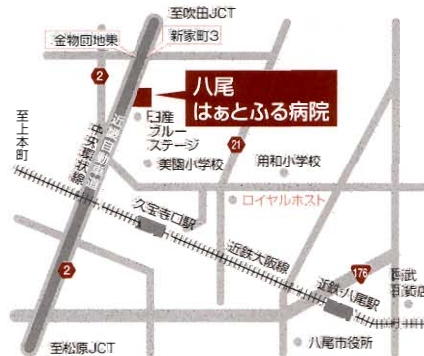 至吹田JCT
金物団地東
新家町3
2
八尾
はぁとふる病院
日産
ブルー
ステージ
21
至上本町
近畿自動車道
中央環状線
美園小学校
用和小学校
ロイヤルホスト
久宝寺口駅
近鉄大阪線
2
176
近鉄・八尾駅
西武
百貨店
八尾市役所
至松原JCT